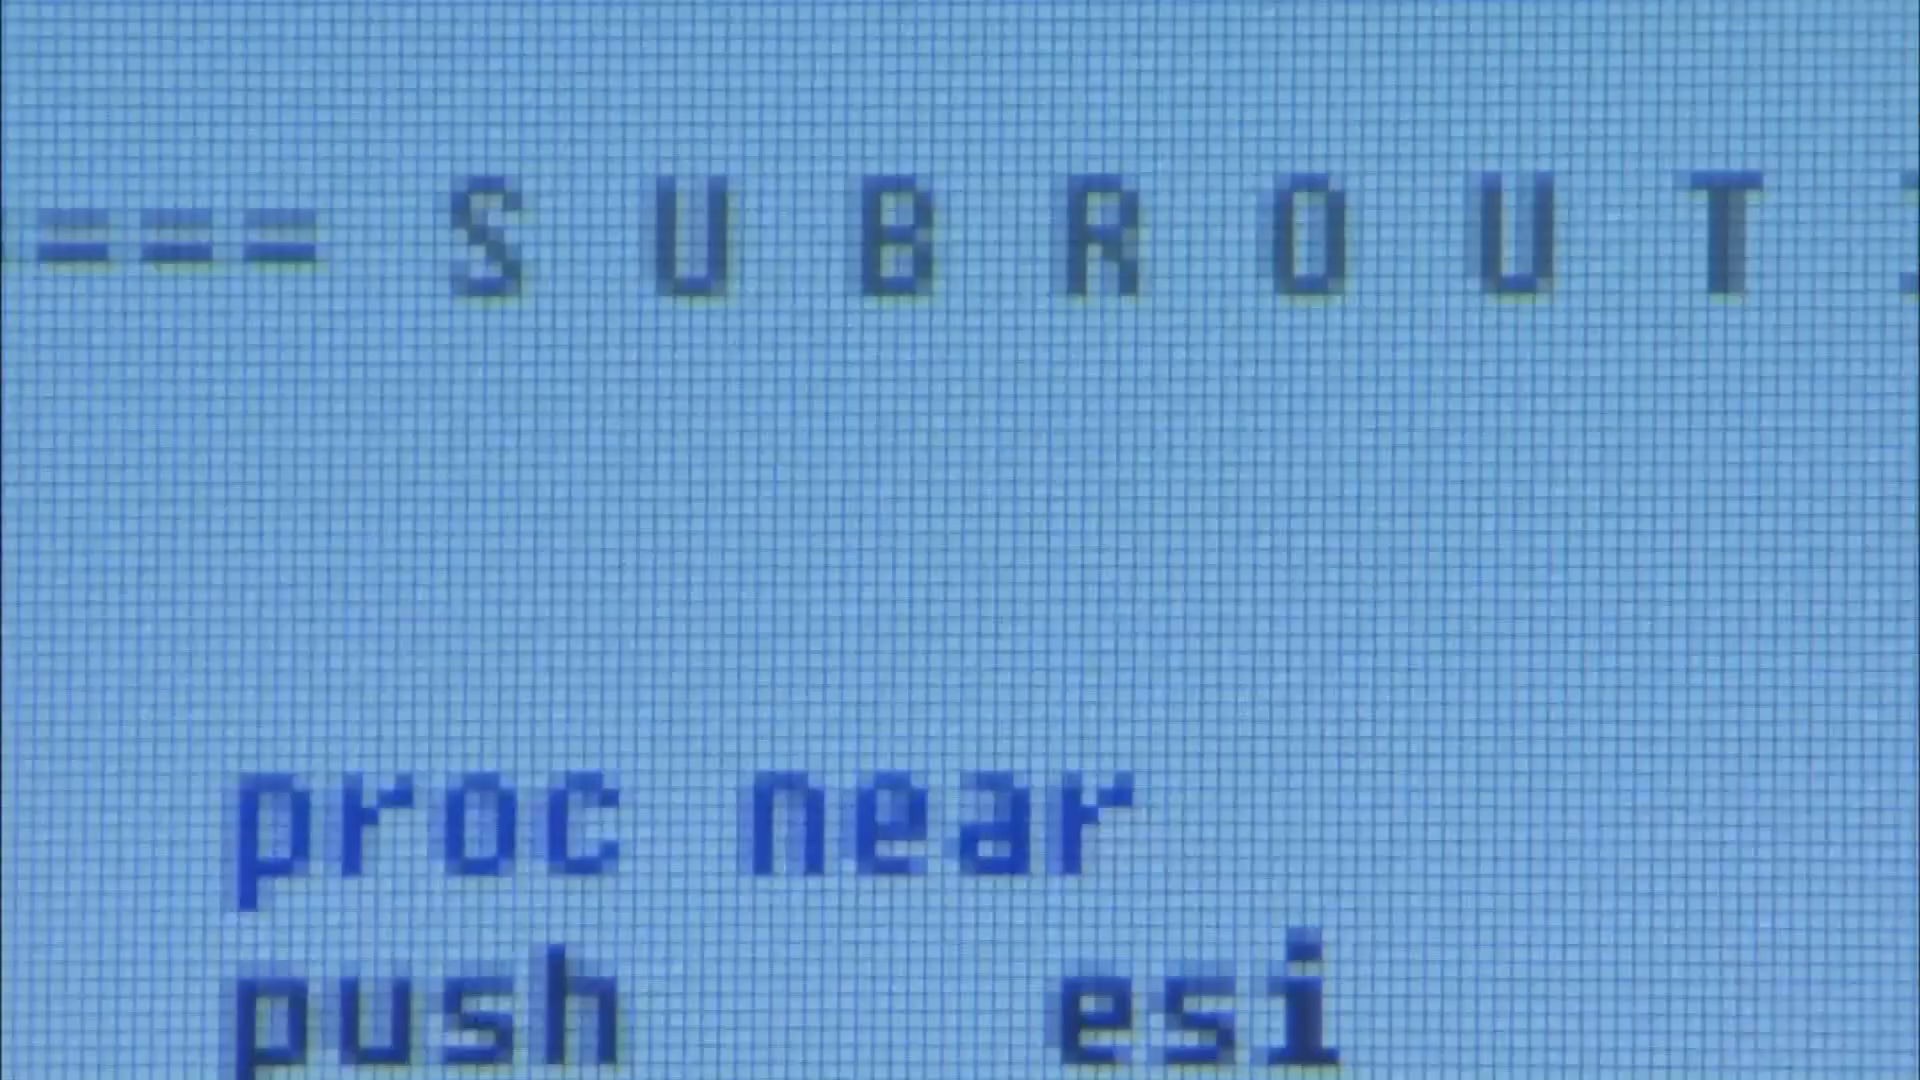 === S U B R O U T
proc near
push esi